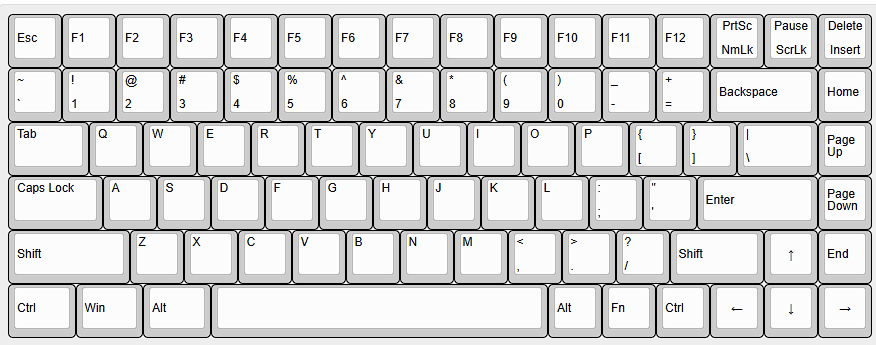 Esc F1 F2 F3 F4 F5 F6 F7 F8 F9 F10 F11 F12 PrtSc Pause Delete
NmLk ScrLk Insert
~ ! @ # $ % ^ & * ( ) _ + Backspace Home
` 1 2 3 4 5 6 7 8 9 0 - =
Tab Q W E R T Y U I O P { } | Page
[ ] \ Up
Caps Lock A S D F G H J K L : " Enter Page
; ' Down
Shift Z X C V B N M < > ? Shift ↑ End
, . /
Ctrl Win Alt Alt Fn Ctrl ← ↓ →